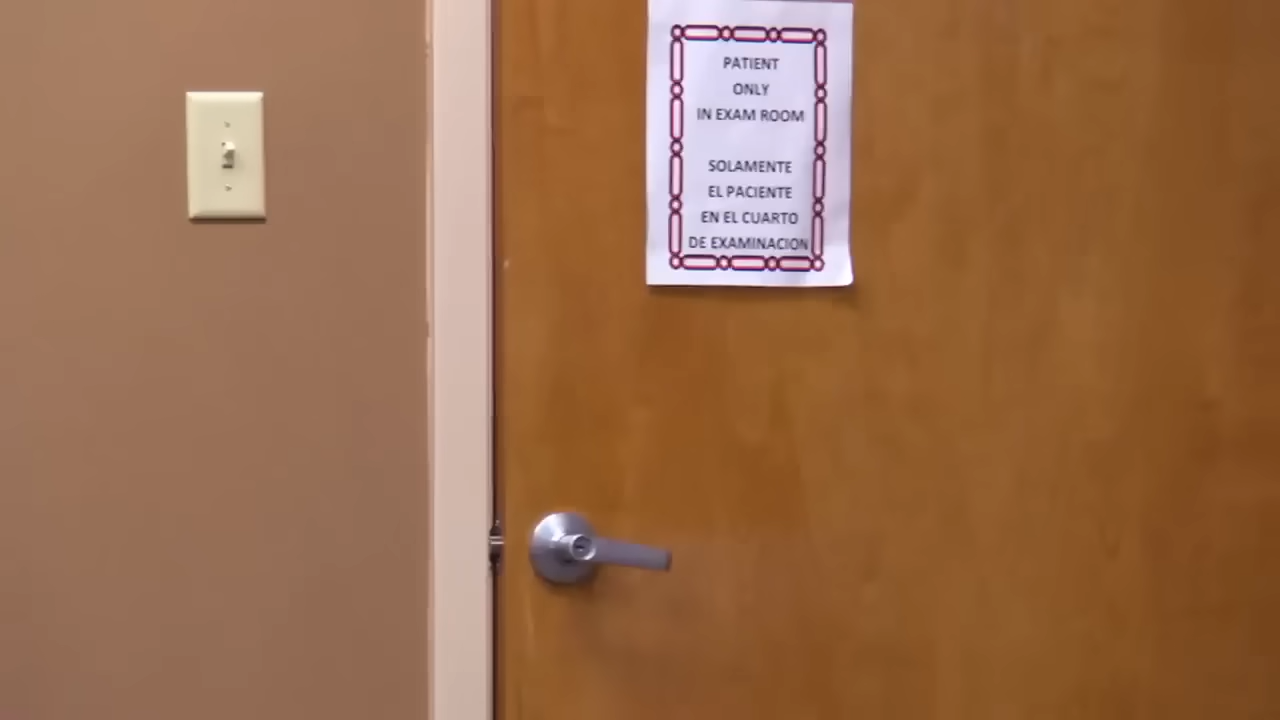 PATIENT
ONLY
IN EXAM ROOM
SOLAMENTE
EL PACIENTE
EN EL CUARTO
DE EXAMINACION